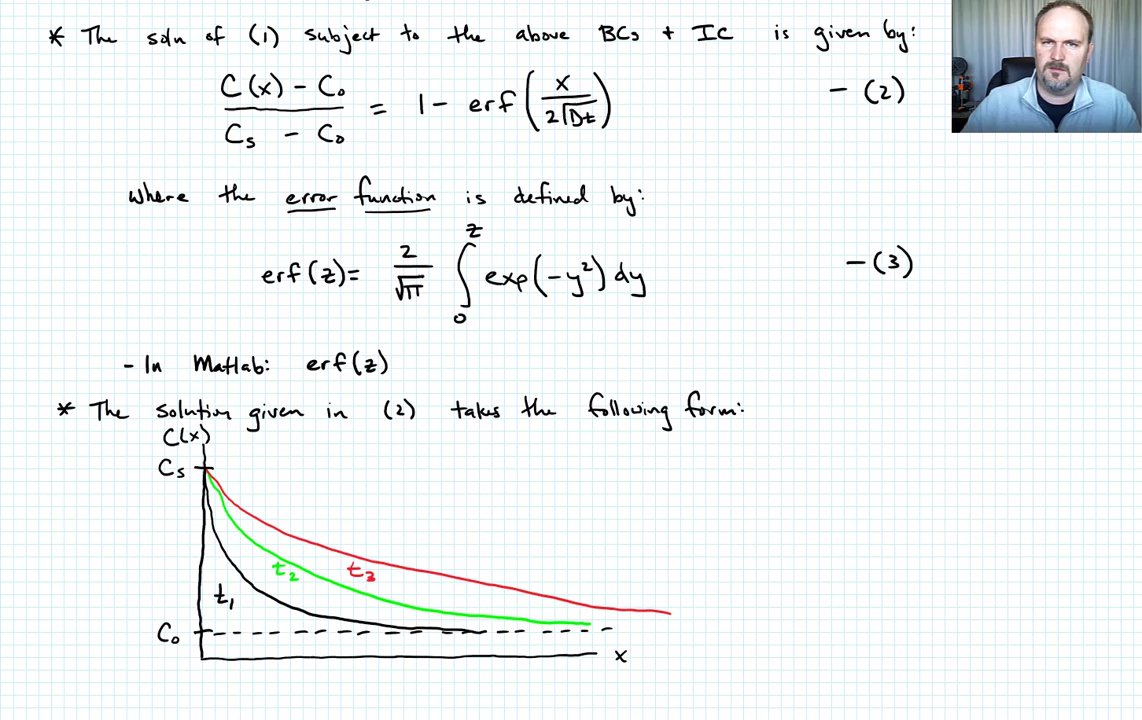 * The soln of (1) subject to the above BCs + IC is given by:
C(x) - C₀ / Cs - C₀ = 1 - erf(x / 2√Dt) - (2)
where the error function is defined by:
erf(z) = 2/√π ∫₀ᶻ exp(-y²) dy - (3)
- In Matlab: erf(z)
* The solution given in (2) takes the following form:
C(x)
Cs
t₂ t₃
t₁
C₀
x